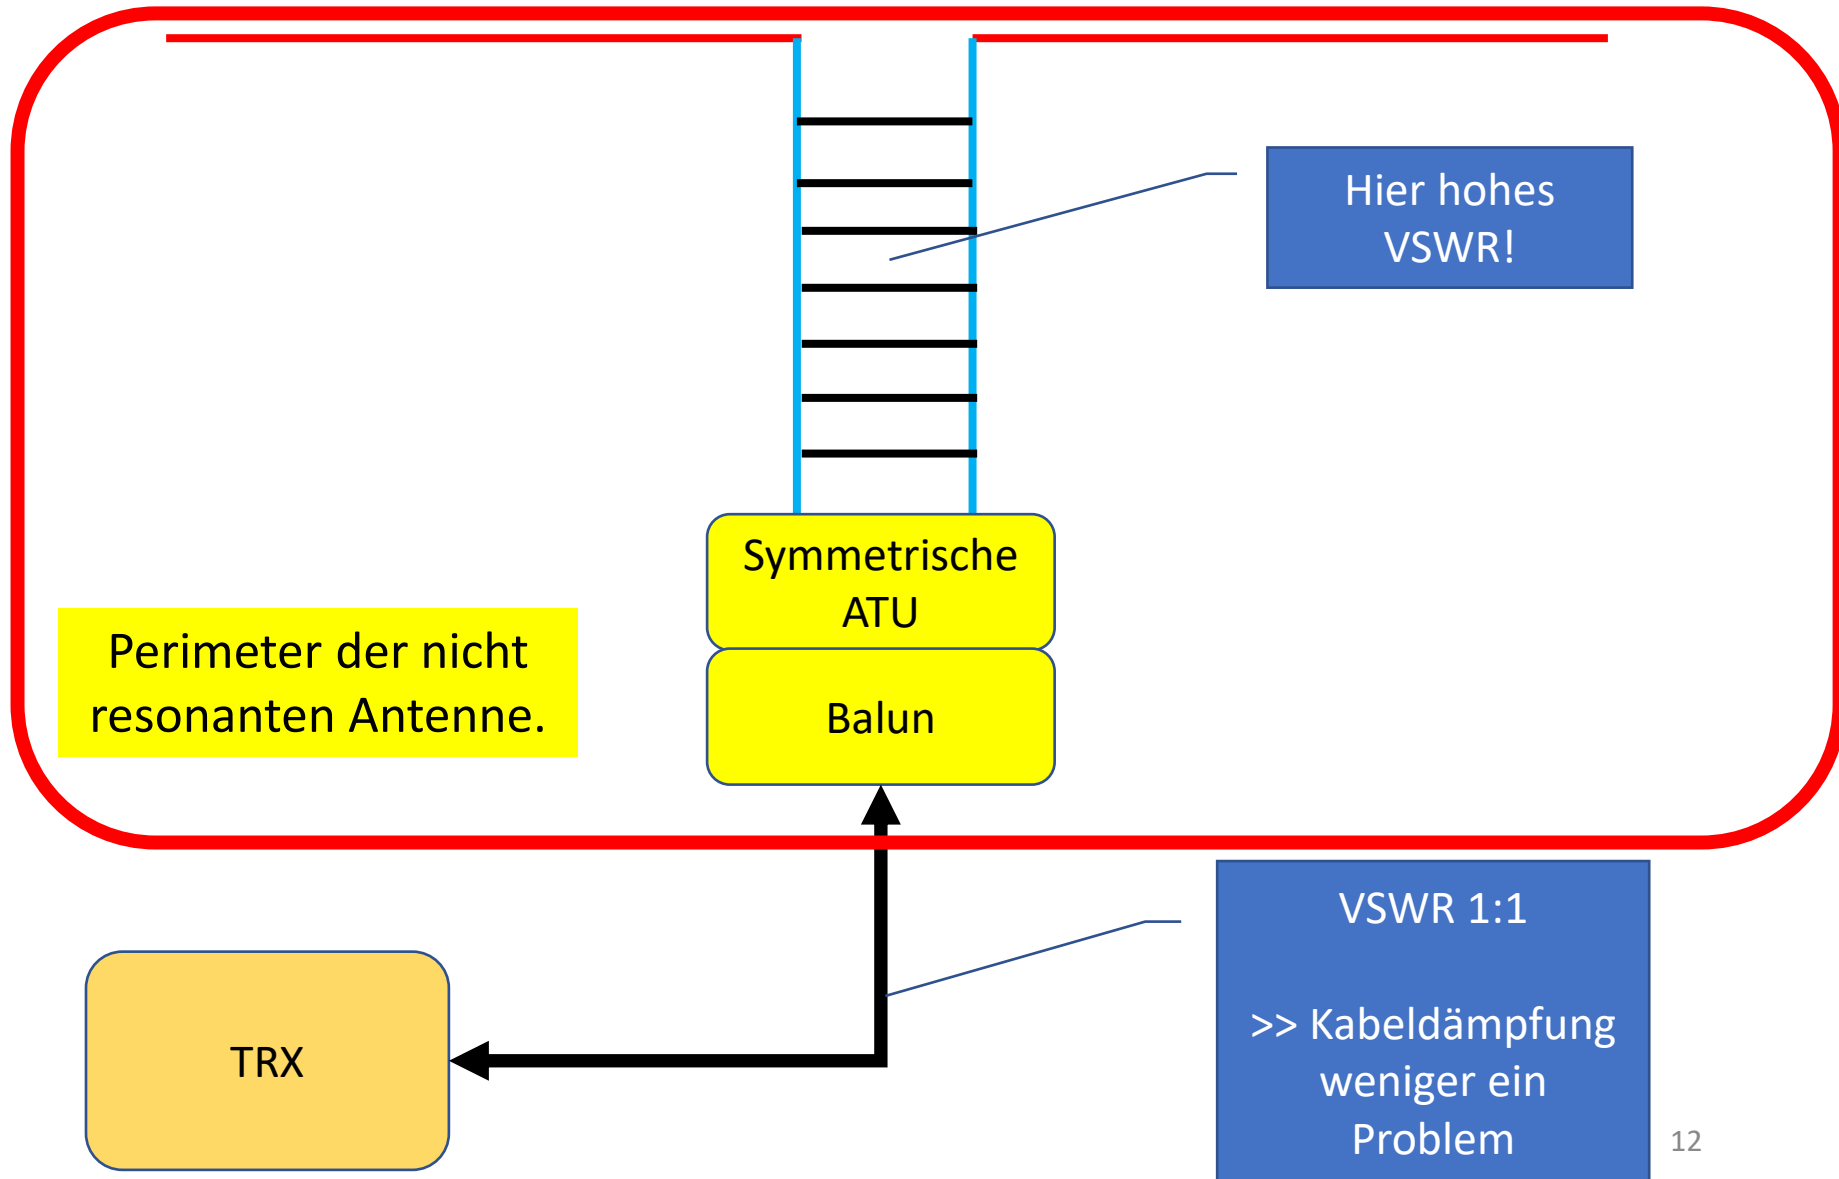 Hier hohes
VSWR!
Symmetrische
ATU
Perimeter der nicht
resonanten Antenne.
Balun
VSWR 1:1
>> Kabeldämpfung
weniger ein
Problem
TRX
12